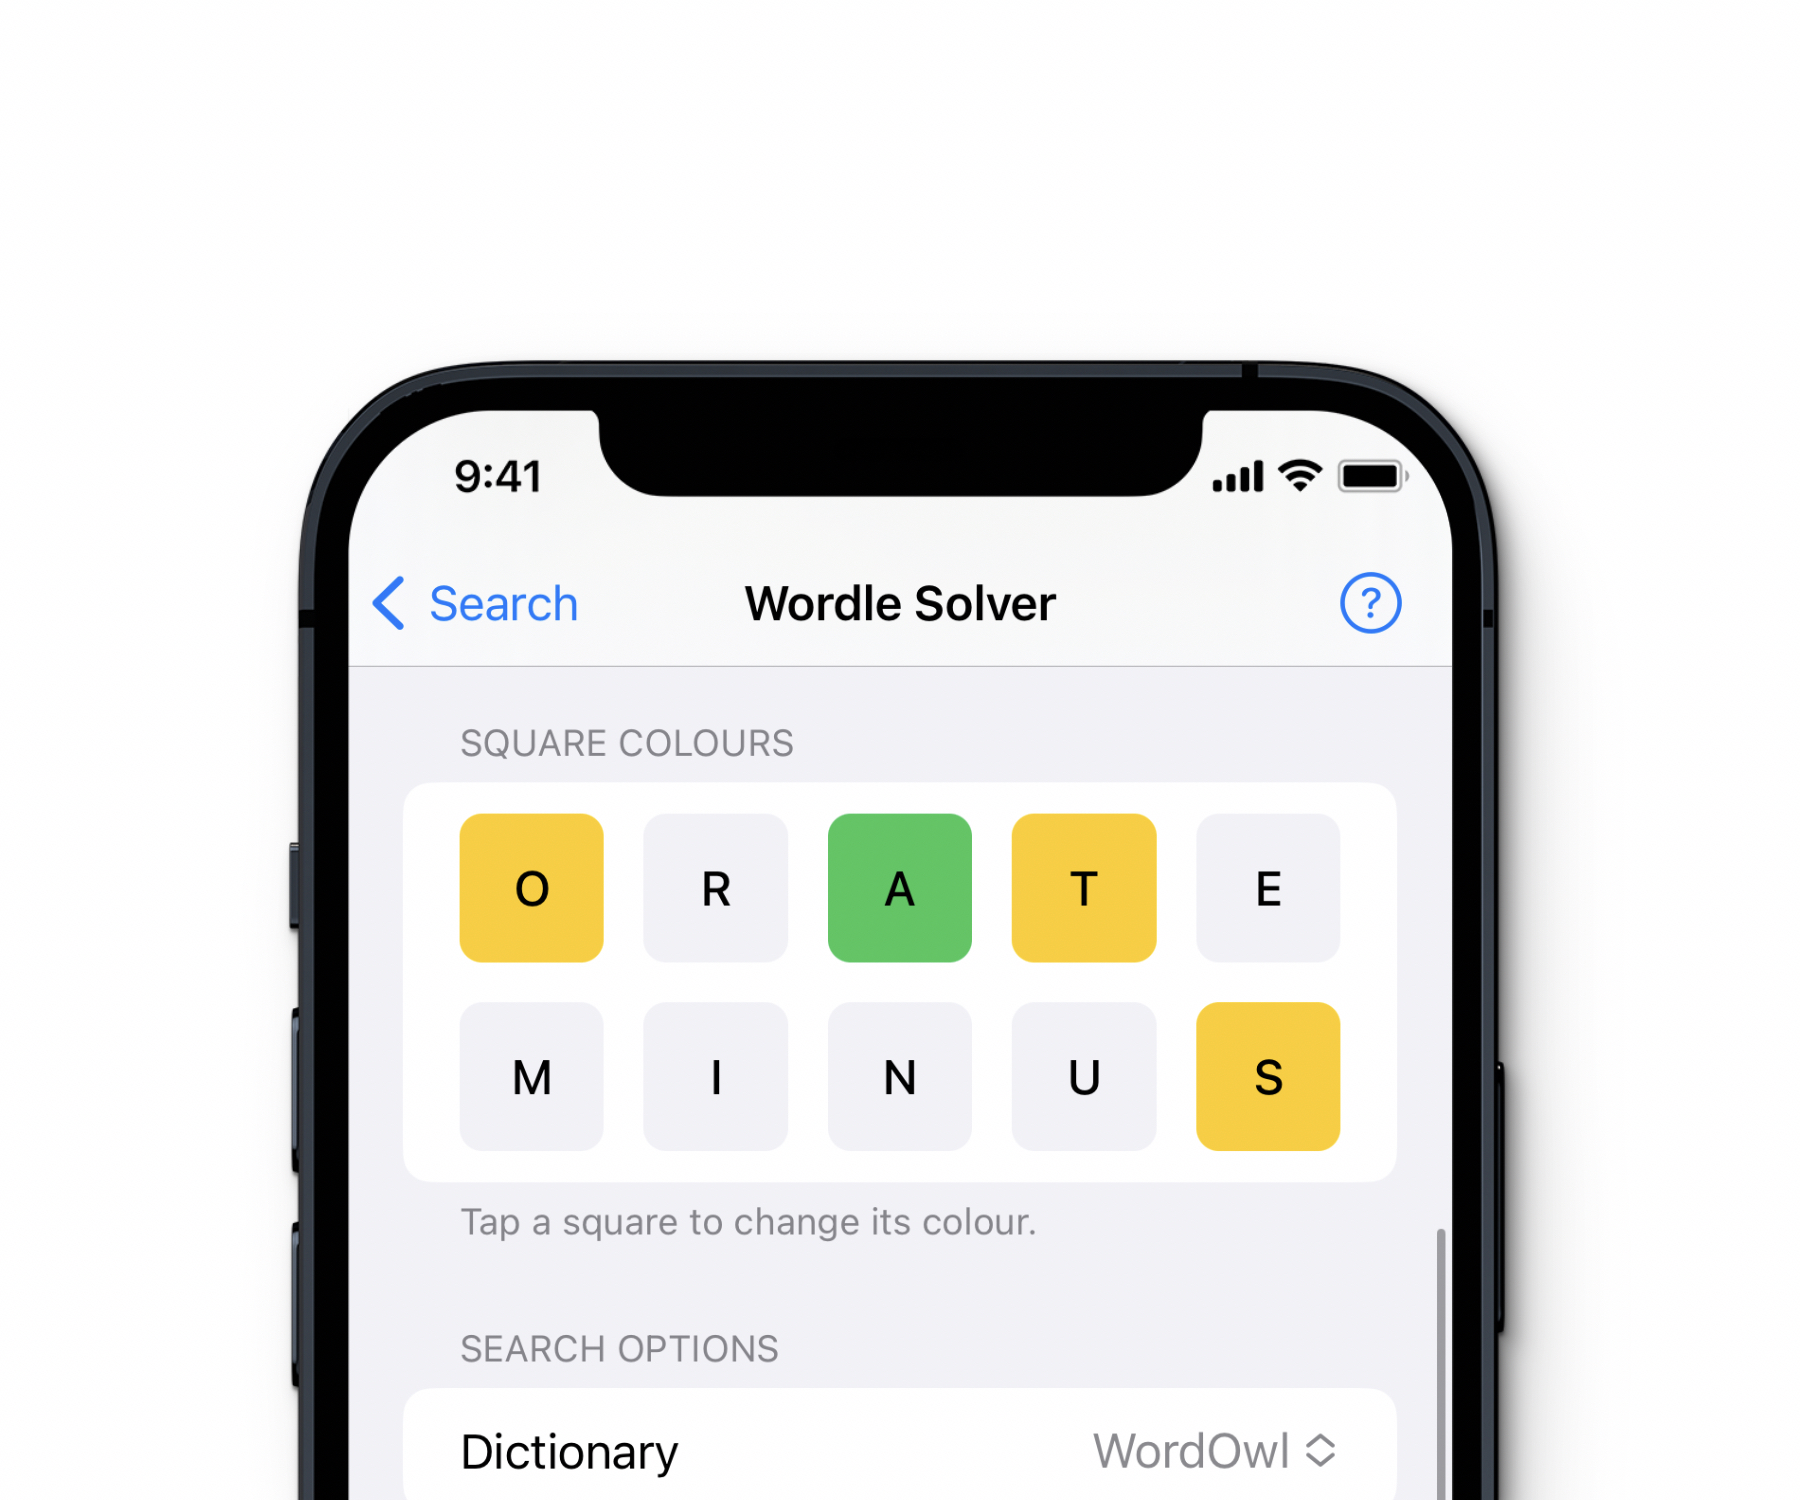 9:41
Search
Wordle Solver
?
SQUARE COLOURS
O R A T E
M I N U S
Tap a square to change its colour.
SEARCH OPTIONS
Dictionary WordOwl